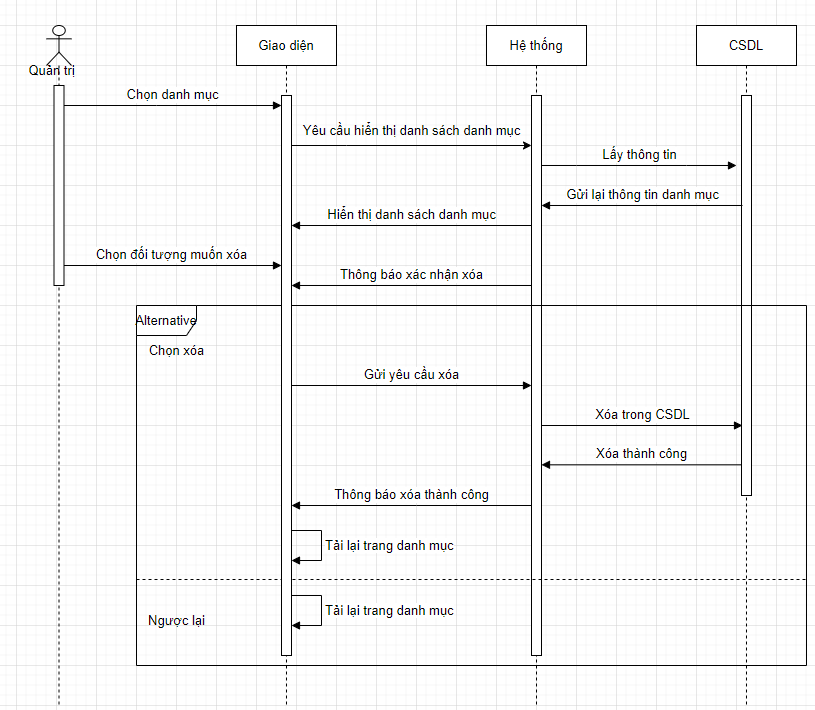 Quản trị
Giao diện
Hệ thống
CSDL
Chọn danh mục
Yêu cầu hiển thị danh sách danh mục
Lấy thông tin
Gửi lại thông tin danh mục
Hiển thị danh sách danh mục
Chọn đối tượng muốn xóa
Thông báo xác nhận xóa
Alternative
Chọn xóa
Gửi yêu cầu xóa
Xóa trong CSDL
Xóa thành công
Thông báo xóa thành công
Tải lại trang danh mục
Tải lại trang danh mục
Ngược lại